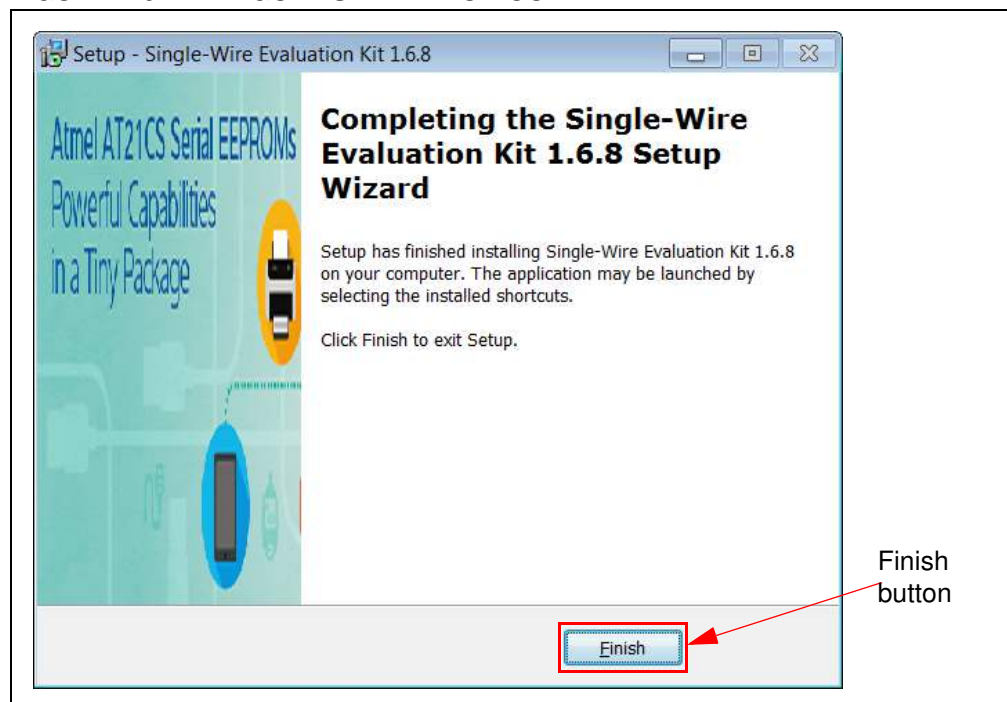 Setup - Single-Wire Evaluation Kit 1.6.8
Atmel AT21CS Serial EEPROMs
Powerful Capabilities
in a Tiny Package
Completing the Single-Wire
Evaluation Kit 1.6.8 Setup
Wizard
Setup has finished installing Single-Wire Evaluation Kit 1.6.8
on your computer. The application may be launched by
selecting the installed shortcuts.
Click Finish to exit Setup.
Finish
button
Finish